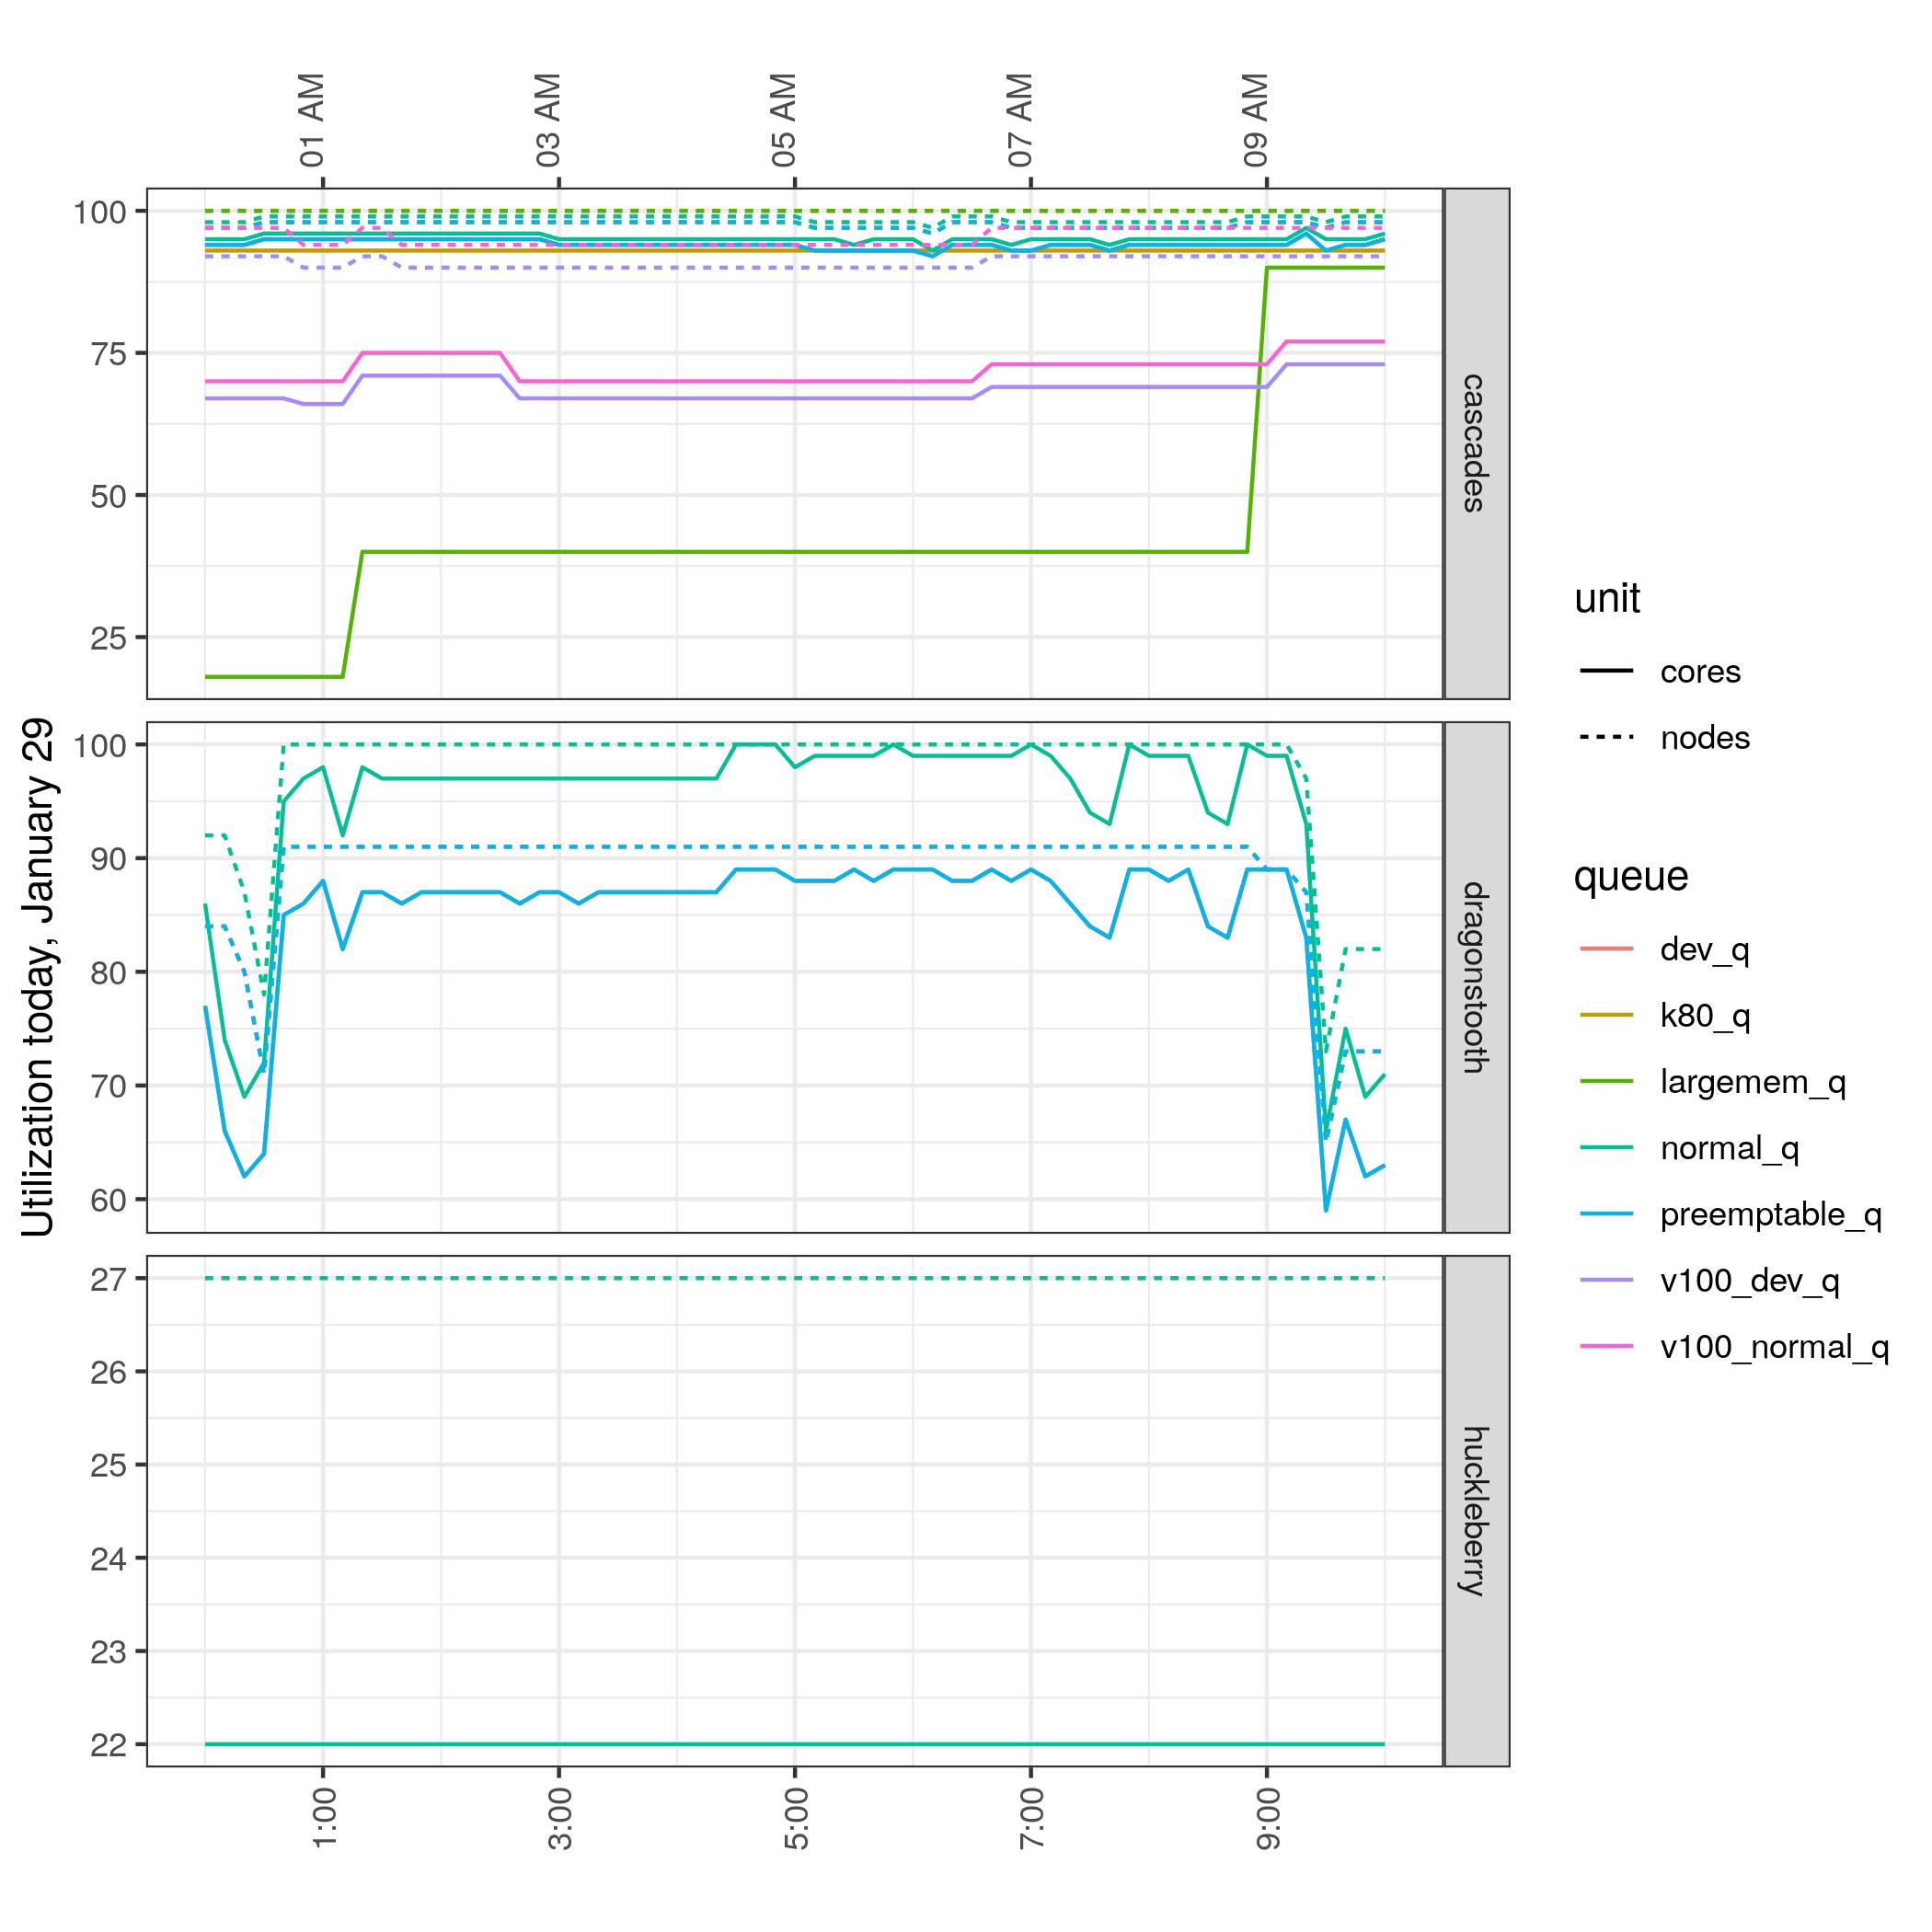 01 AM
03 AM
05 AM
07 AM
09 AM
100
75
50
25
cascades
Utilization today, January 29
100
90
80
70
60
dragonstooth
27
26
25
24
23
22
huckleberry
1:00
3:00
5:00
7:00
9:00
unit
cores
nodes
queue
dev_q
k80_q
largemem_q
normal_q
preemptable_q
v100_dev_q
v100_normal_q